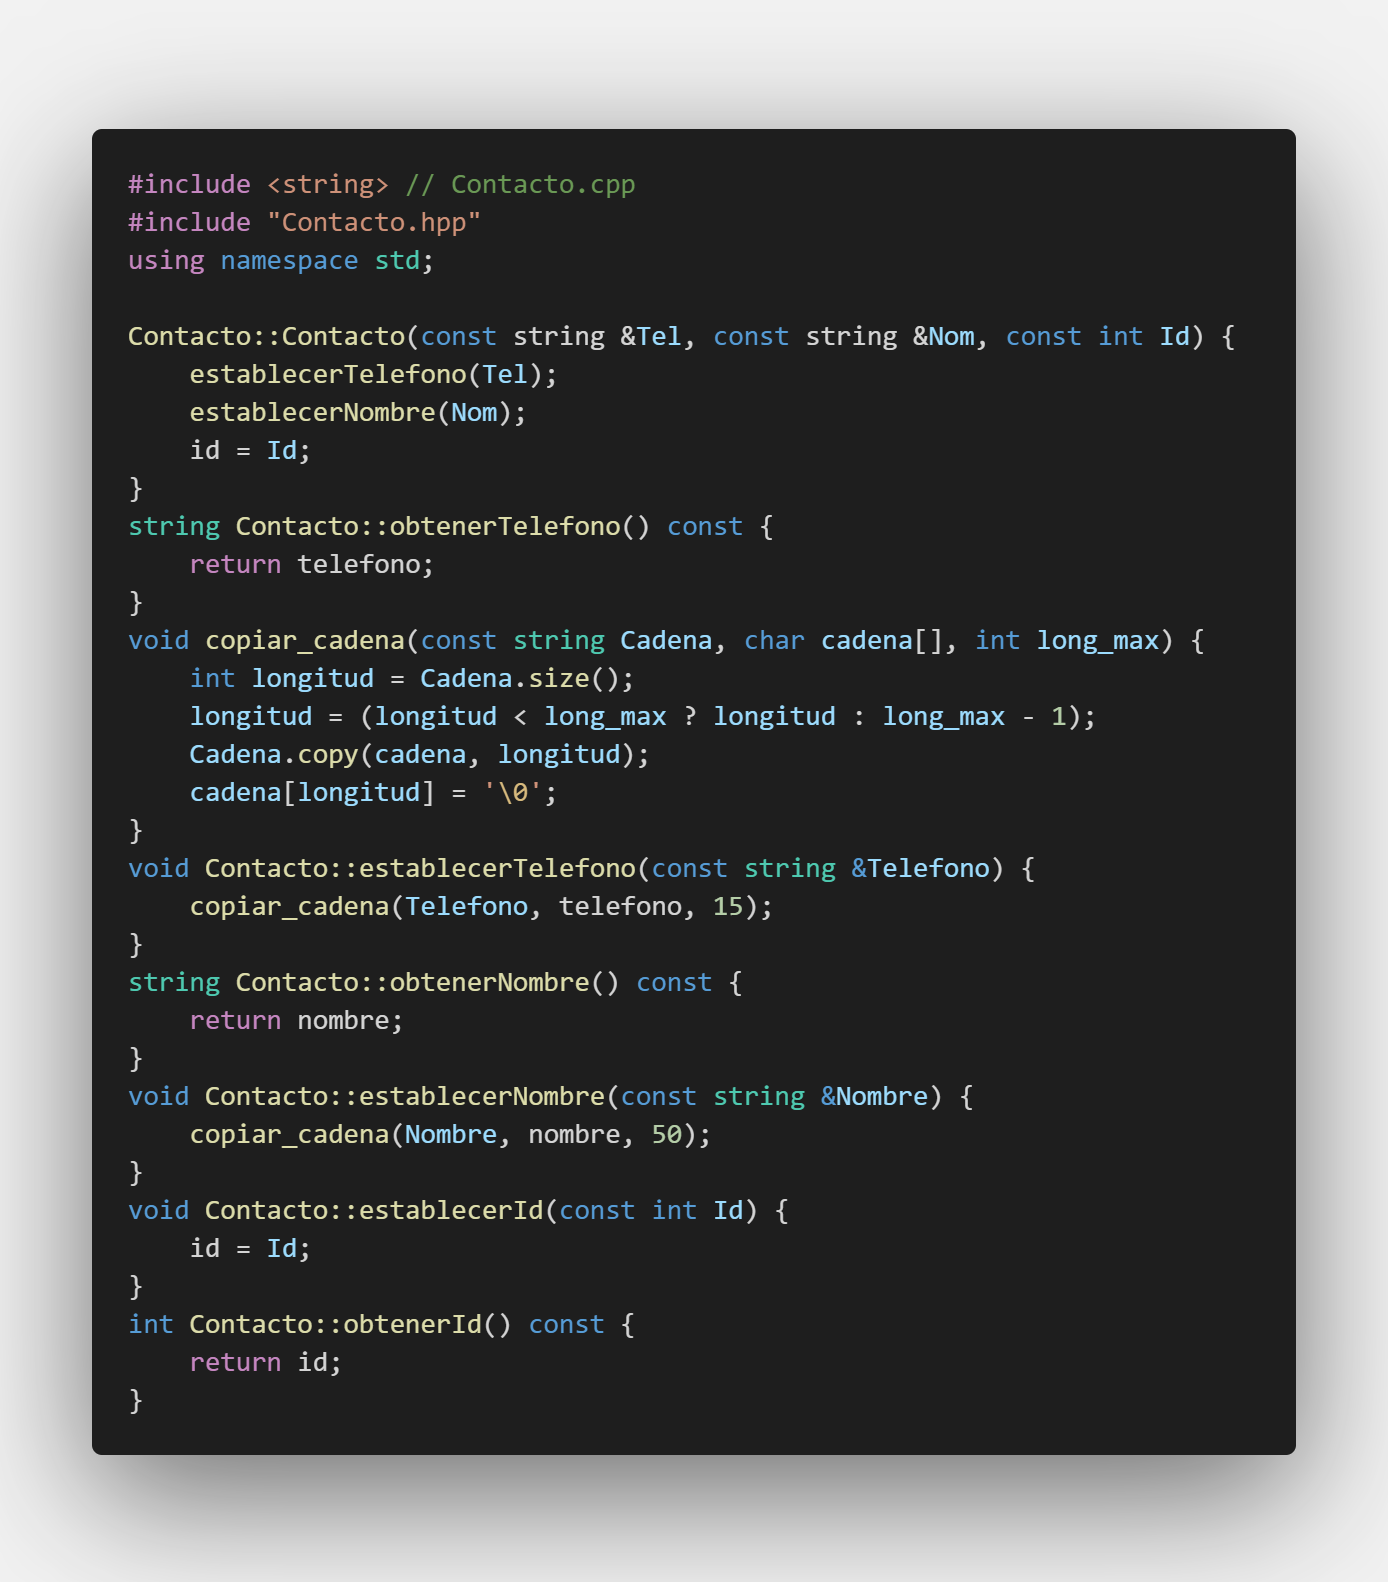 #include <string> // Contacto.cpp
#include "Contacto.hpp"
using namespace std;

Contacto::Contacto(const string &Tel, const string &Nom, const int Id) {
    establecerTelefono(Tel);
    establecerNombre(Nom);
    id = Id;
}
string Contacto::obtenerTelefono() const {
    return telefono;
}
void copiar_cadena(const string Cadena, char cadena[], int long_max) {
    int longitud = Cadena.size();
    longitud = (longitud < long_max ? longitud : long_max - 1);
    Cadena.copy(cadena, longitud);
    cadena[longitud] = '\0';
}
void Contacto::establecerTelefono(const string &Telefono) {
    copiar_cadena(Telefono, telefono, 15);
}
string Contacto::obtenerNombre() const {
    return nombre;
}
void Contacto::establecerNombre(const string &Nombre) {
    copiar_cadena(Nombre, nombre, 50);
}
void Contacto::establecerId(const int Id) {
    id = Id;
}
int Contacto::obtenerId() const {
    return id;
}